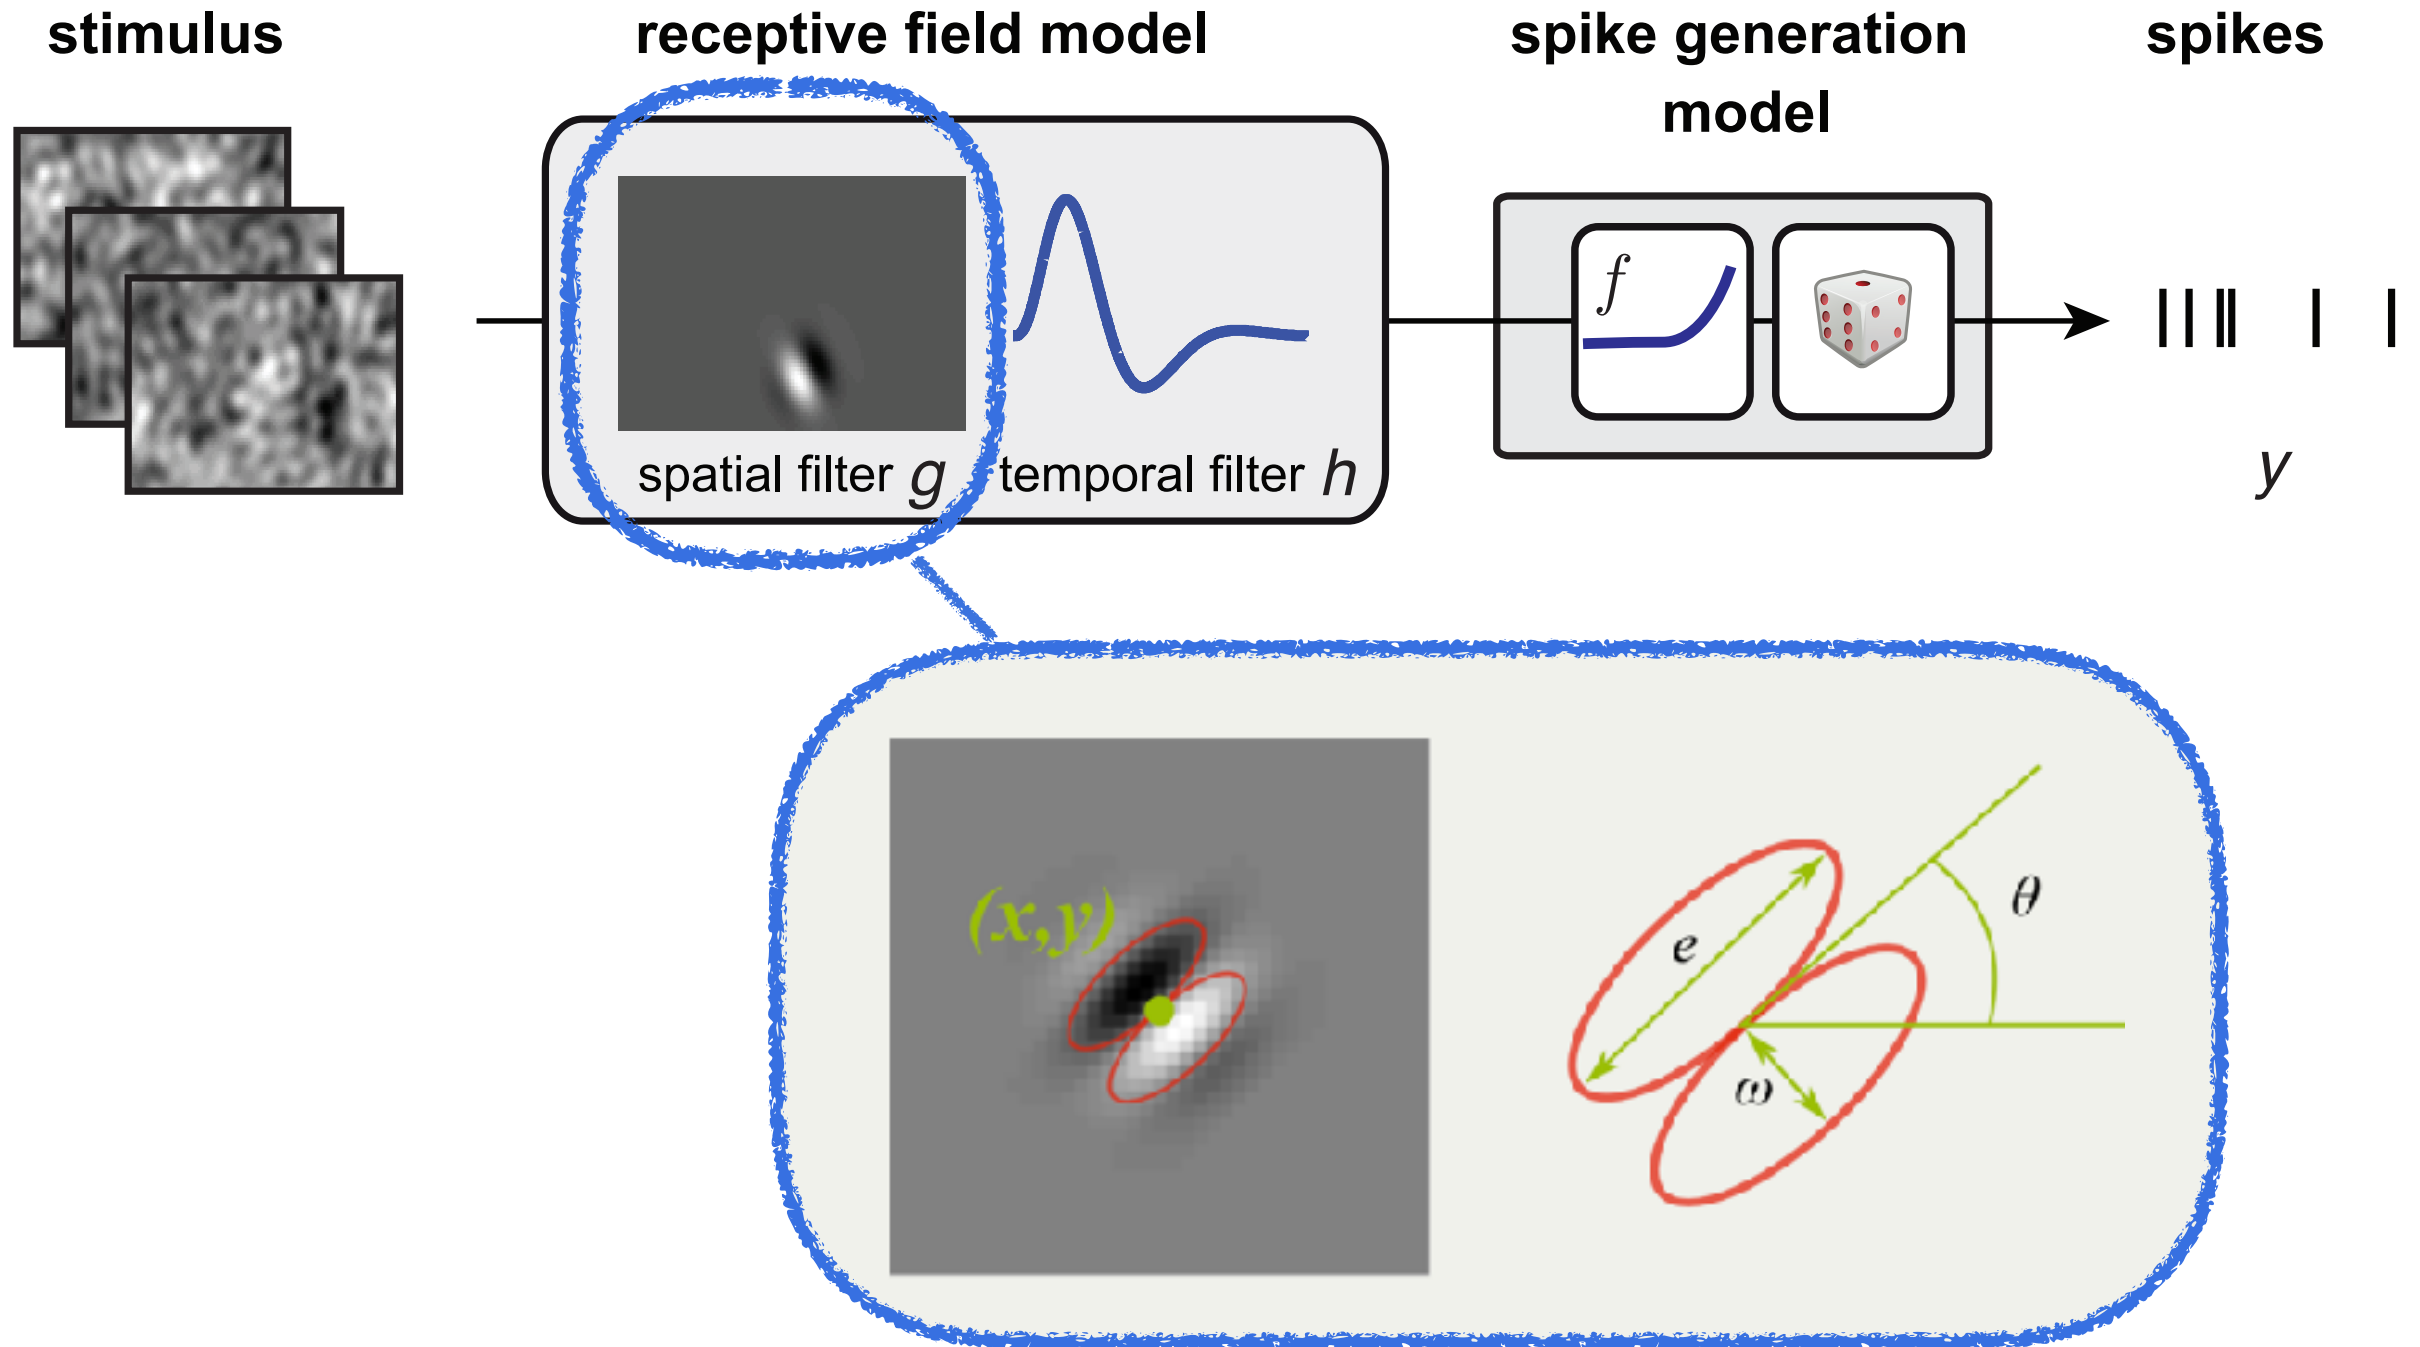 stimulus
receptive field model
spike generation
model
spikes
f
spatial filter g
temporal filter h
y
(x,y)
e
θ
ω